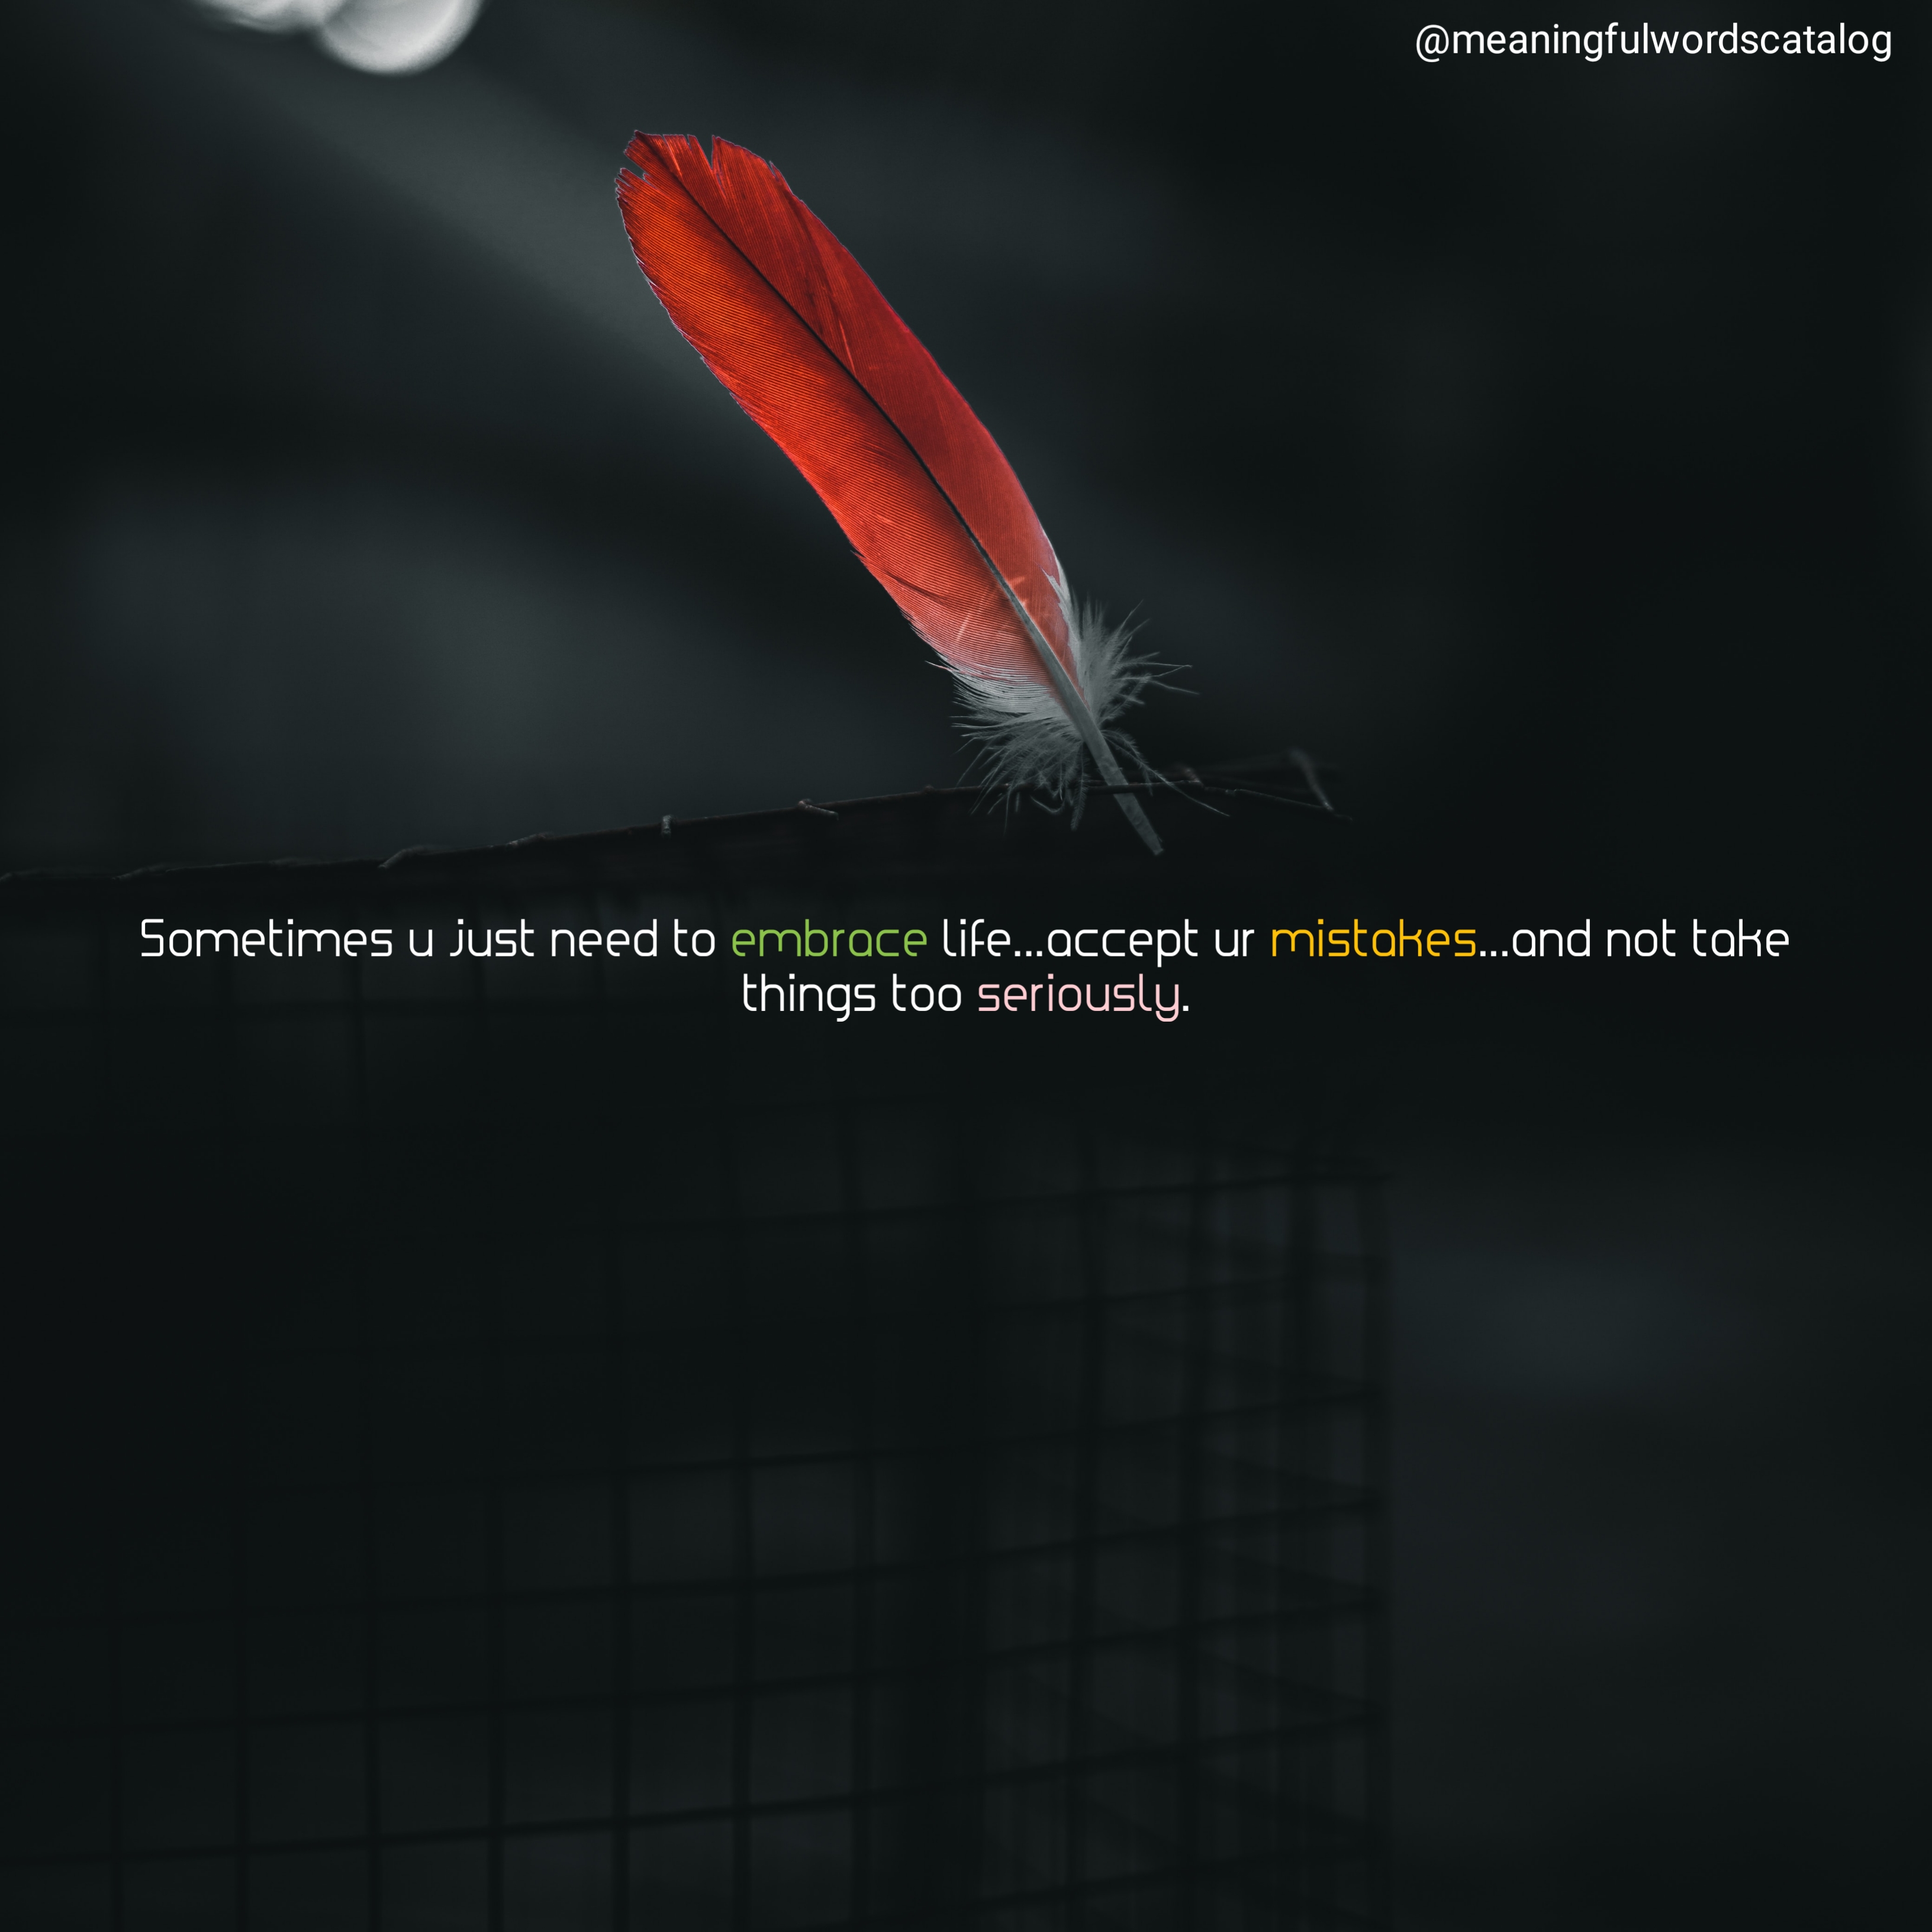 @meaningfulwordscatalog
Sometimes u just need to embrace life...accept ur mistakes...and not take
things too seriously.